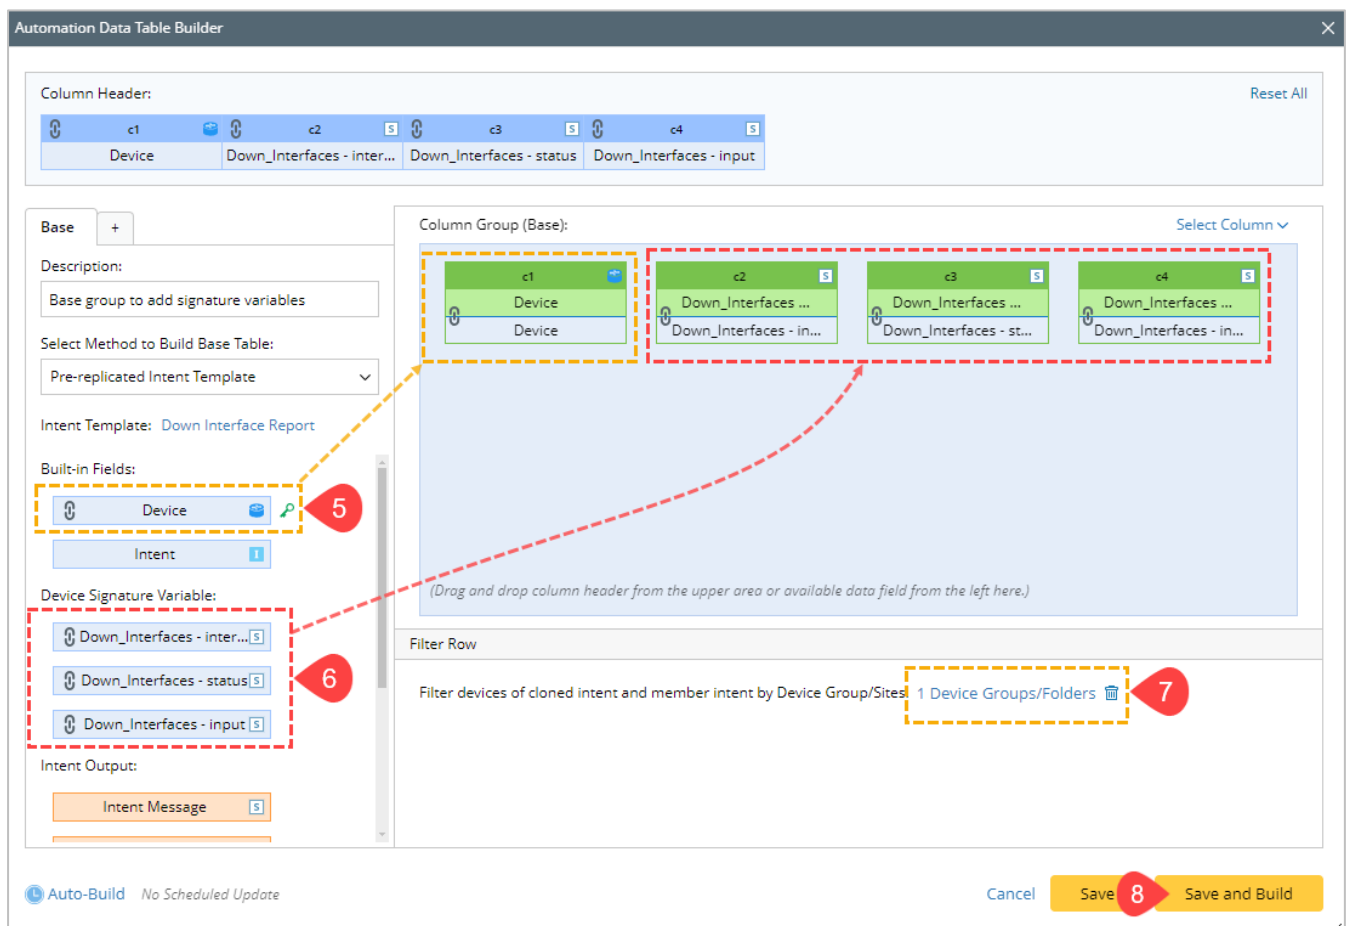 Automation Data Table Builder
Column Header:
Reset All
c1 c2 S c3 S c4 S
Device Down_Interfaces - inter... Down_Interfaces - status Down_Interfaces - input
Base +
Description:
Base group to add signature variables
Select Method to Build Base Table:
Pre-replicated Intent Template
Intent Template: Down Interface Report
Built-in Fields:
Device
5
Intent I
Device Signature Variable:
Down_Interfaces - inter... S
Down_Interfaces - status S
6
Down_Interfaces - input S
Intent Output:
Intent Message S
Column Group (Base):
Select Column
c1 c2 S c3 S c4 S
Device Down_Interfaces ... Down_Interfaces ... Down_Interfaces ...
Device Down_Interfaces - in... Down_Interfaces - st... Down_Interfaces - in...
(Drag and drop column header from the upper area or available data field from the left here.)
Filter Row
Filter devices of cloned intent and member intent by Device Group/Sites 1 Device Groups/Folders
7
Auto-Build No Scheduled Update
Cancel Save 8 Save and Build